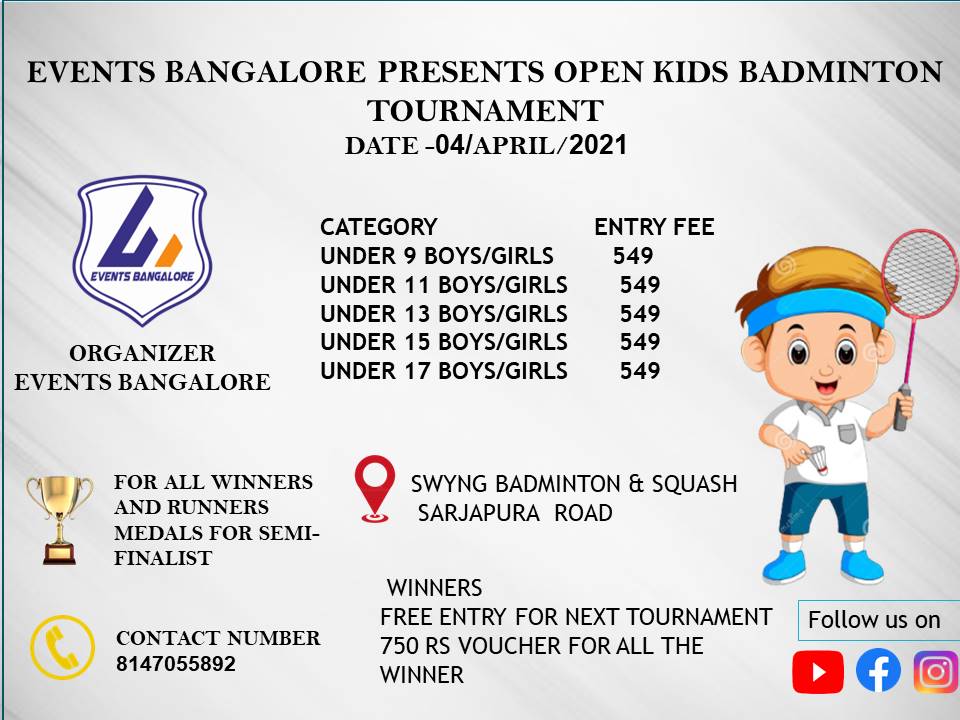 EVENTS BANGALORE PRESENTS OPEN KIDS BADMINTON
TOURNAMENT
DATE -04/APRIL/2021
EVENTS BANGALORE
ORGANIZER
EVENTS BANGALORE
CATEGORY ENTRY FEE
UNDER 9 BOYS/GIRLS 549
UNDER 11 BOYS/GIRLS 549
UNDER 13 BOYS/GIRLS 549
UNDER 15 BOYS/GIRLS 549
UNDER 17 BOYS/GIRLS 549
FOR ALL WINNERS
AND RUNNERS
MEDALS FOR SEMI-
FINALIST
SWYNG BADMINTON & SQUASH
SARJAPURA ROAD
WINNERS
FREE ENTRY FOR NEXT TOURNAMENT
750 RS VOUCHER FOR ALL THE
WINNER
CONTACT NUMBER
8147055892
Follow us on